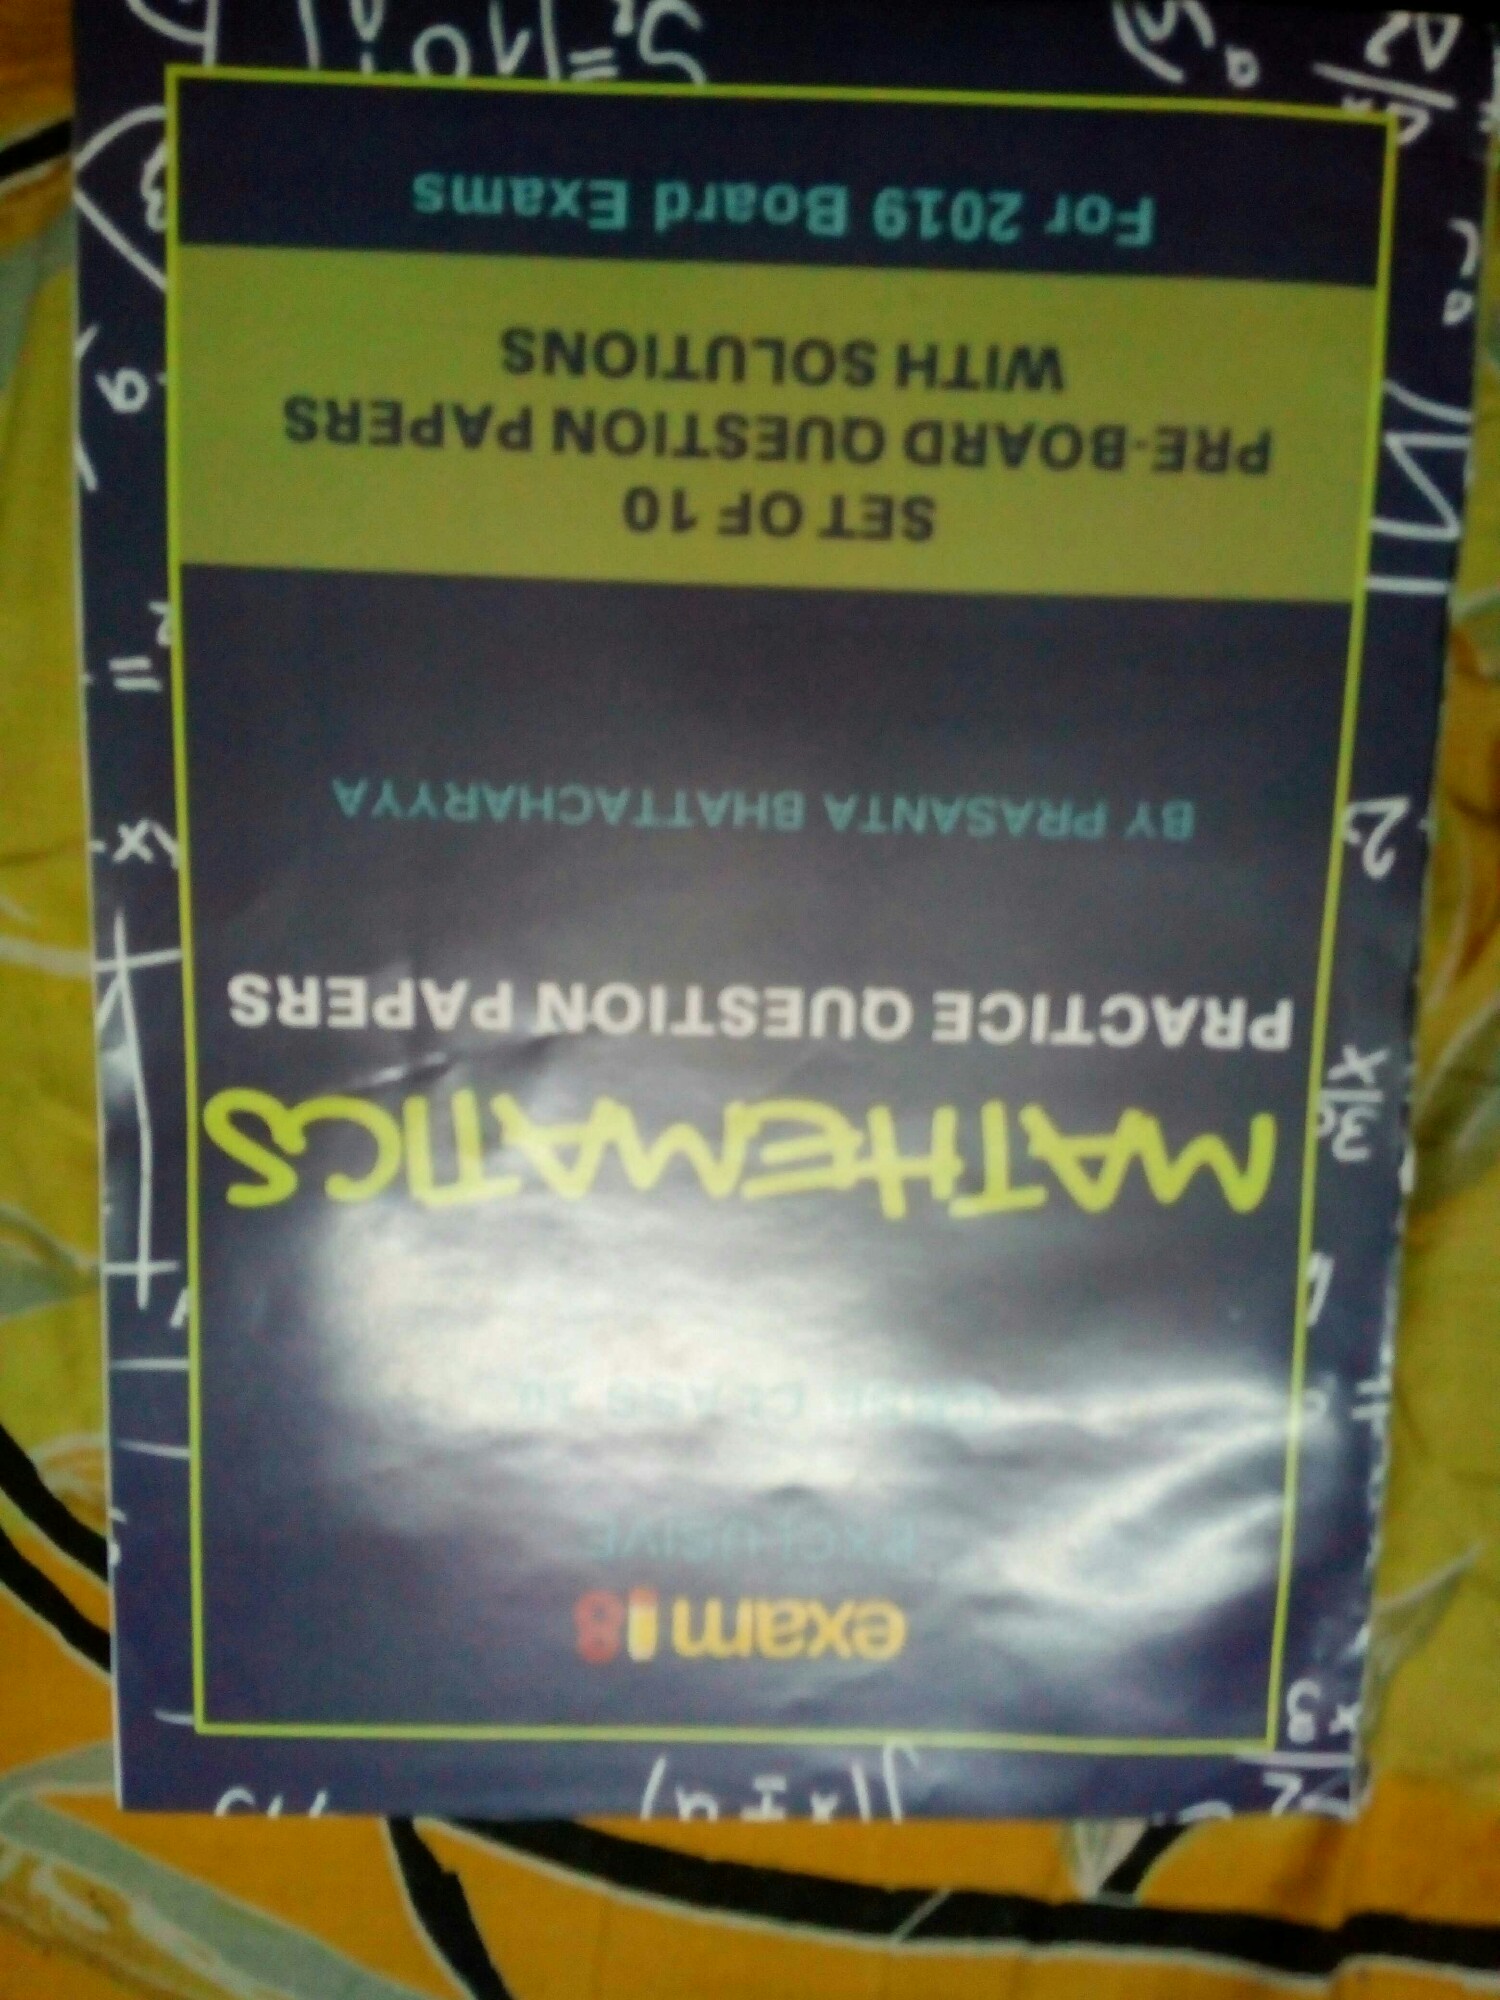 exam18
EXCLUSIVE
MATHEMATICS
PRACTICE QUESTION PAPERS
BY PRASANTA BHATTACHARYYA
SET OF 10
PRE-BOARD QUESTION PAPERS
WITH SOLUTIONS
For 2019 Board Exams